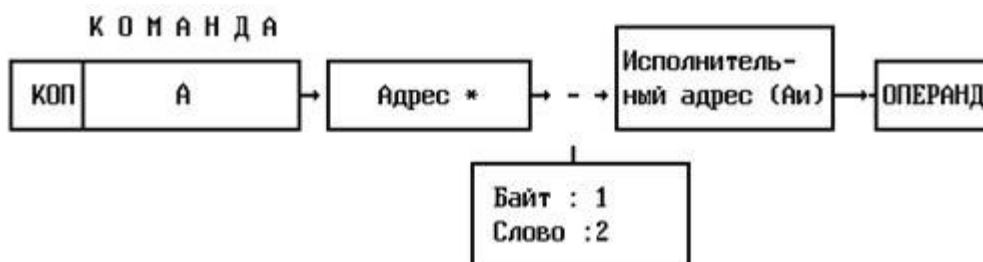 К О М А Н Д А
КОП А
Адрес *
-
Исполнитель-
ный адрес (Аи)
ОПЕРАНД
Байт : 1
Слово :2